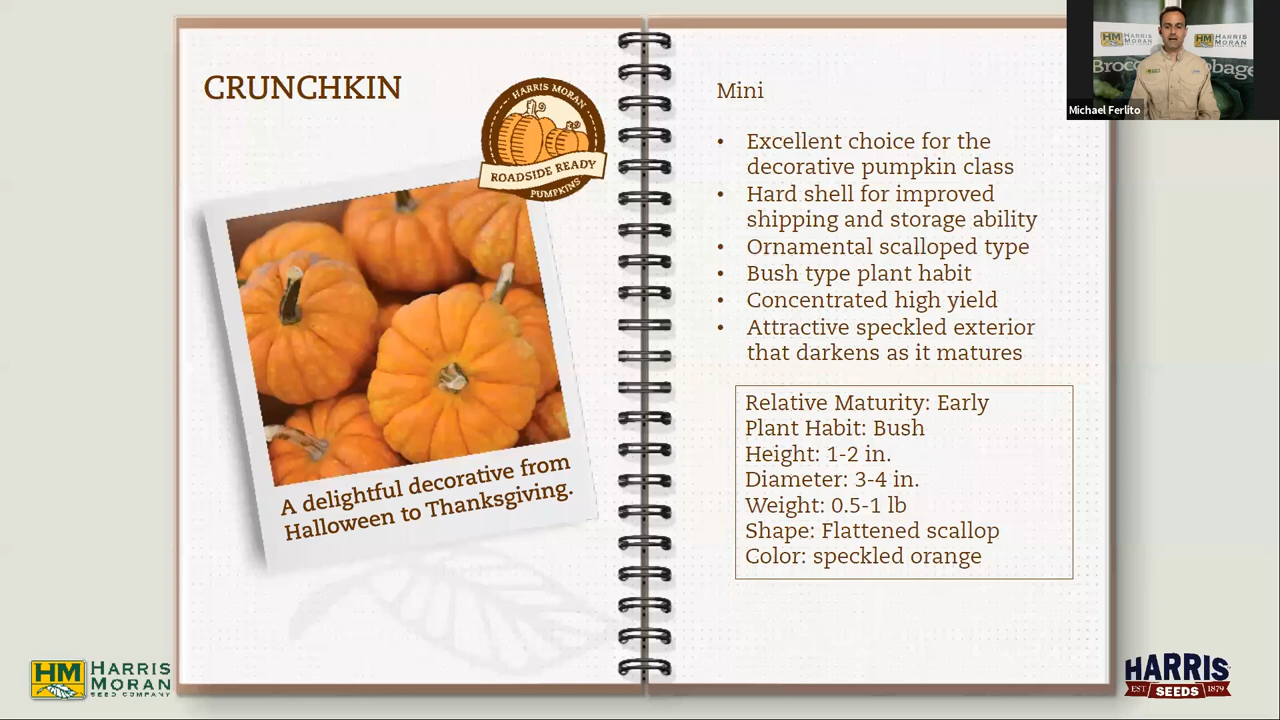 CRUNCHKIN
HARRIS MORAN
ROADSIDE READY
PUMPKINS
A delightful decorative from
Halloween to Thanksgiving.
Mini
• Excellent choice for the
decorative pumpkin class
• Hard shell for improved
shipping and storage ability
• Ornamental scalloped type
• Bush type plant habit
• Concentrated high yield
• Attractive speckled exterior
that darkens as it matures
Relative Maturity: Early
Plant Habit: Bush
Height: 1-2 in.
Diameter: 3-4 in.
Weight: 0.5-1 lb
Shape: Flattened scallop
Color: speckled orange
HM HARRIS MORAN
HM HARRIS MORAN
Broc bbage
Michael Ferlito
HM HARRIS
MORAN
SEED COMPANY
HARRIS
EST SEEDS 1879